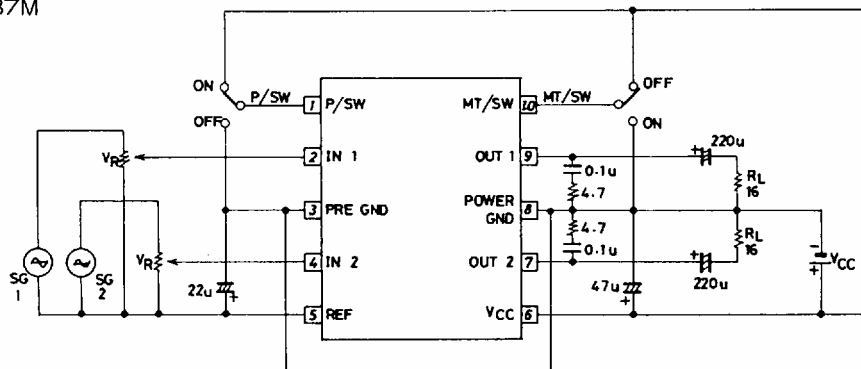 87M
ON
P/SW
OFF
1 P/SW
MT/SW 10
MT/SW
OFF
ON
VR
2 IN 1
OUT 1 9
220u
+
0.1u
4.7
RL
16
3 PRE GND
POWER
GND 8
4.7
0.1u
RL
16
VR
4 IN 2
OUT 2 7
+
220u
SG
1
SG
2
22u
+
47u
+
-
+
VCC
5 REF
VCC 6